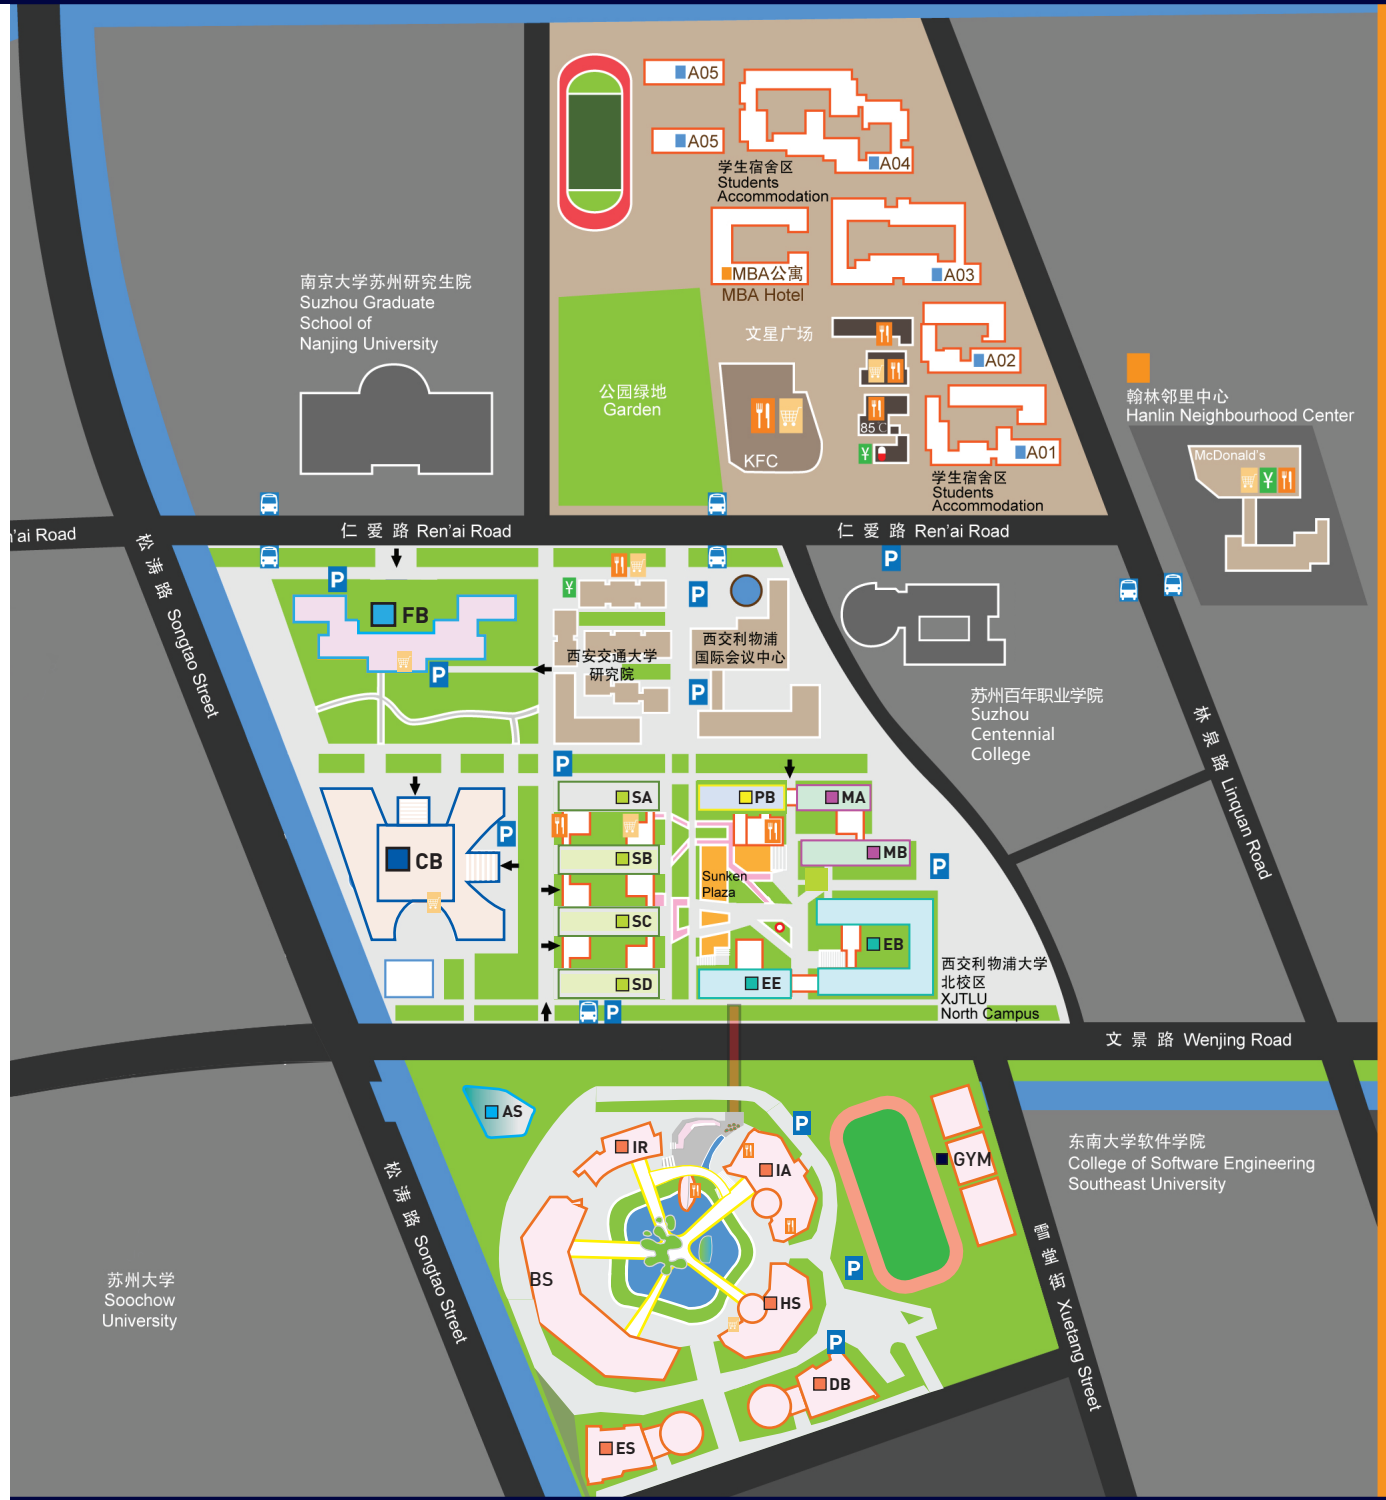 A05
A05
A04
学生宿舍区
Students
Accommodation
MBA公寓
MBA Hotel
A03
南京大学苏州研究生院
Suzhou Graduate
School of
Nanjing University
文星广场
A02
公园绿地
Garden
翰林邻里中心
Hanlin Neighbourhood Center
85 C
¥
KFC
A01
McDonald's
¥
学生宿舍区
Students
Accommodation
n'ai Road
仁 爱 路 Ren'ai Road
仁 爱 路 Ren'ai Road
松 涛 路 Songtao Street
P
P
¥
P
FB
西安交通大学
研究院
西交利物浦
国际会议中心
P
P
苏州百年职业学院
Suzhou
Centennial
College
林 泉 路 Linquan Road
P
SA
PB
MA
P
CB
SB
MB
P
Sunken
Plaza
SC
EB
SD
EE
西交利物浦大学
北校区
XJTLU
North Campus
P
文 景 路 Wenjing Road
AS
P
IR
IA
GYM
东南大学软件学院
College of Software Engineering
Southeast University
松 涛 路 Songtao Street
雪 堂 街 Xuetang Street
苏州大学
Soochow
University
BS
P
HS
P
DB
ES